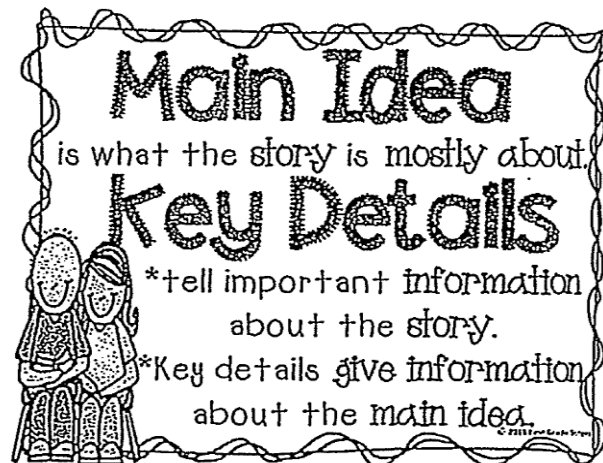 Main Idea
is what the story is mostly about.
Key Details
*tell important information
about the story.
*Key details give information
about the main idea.